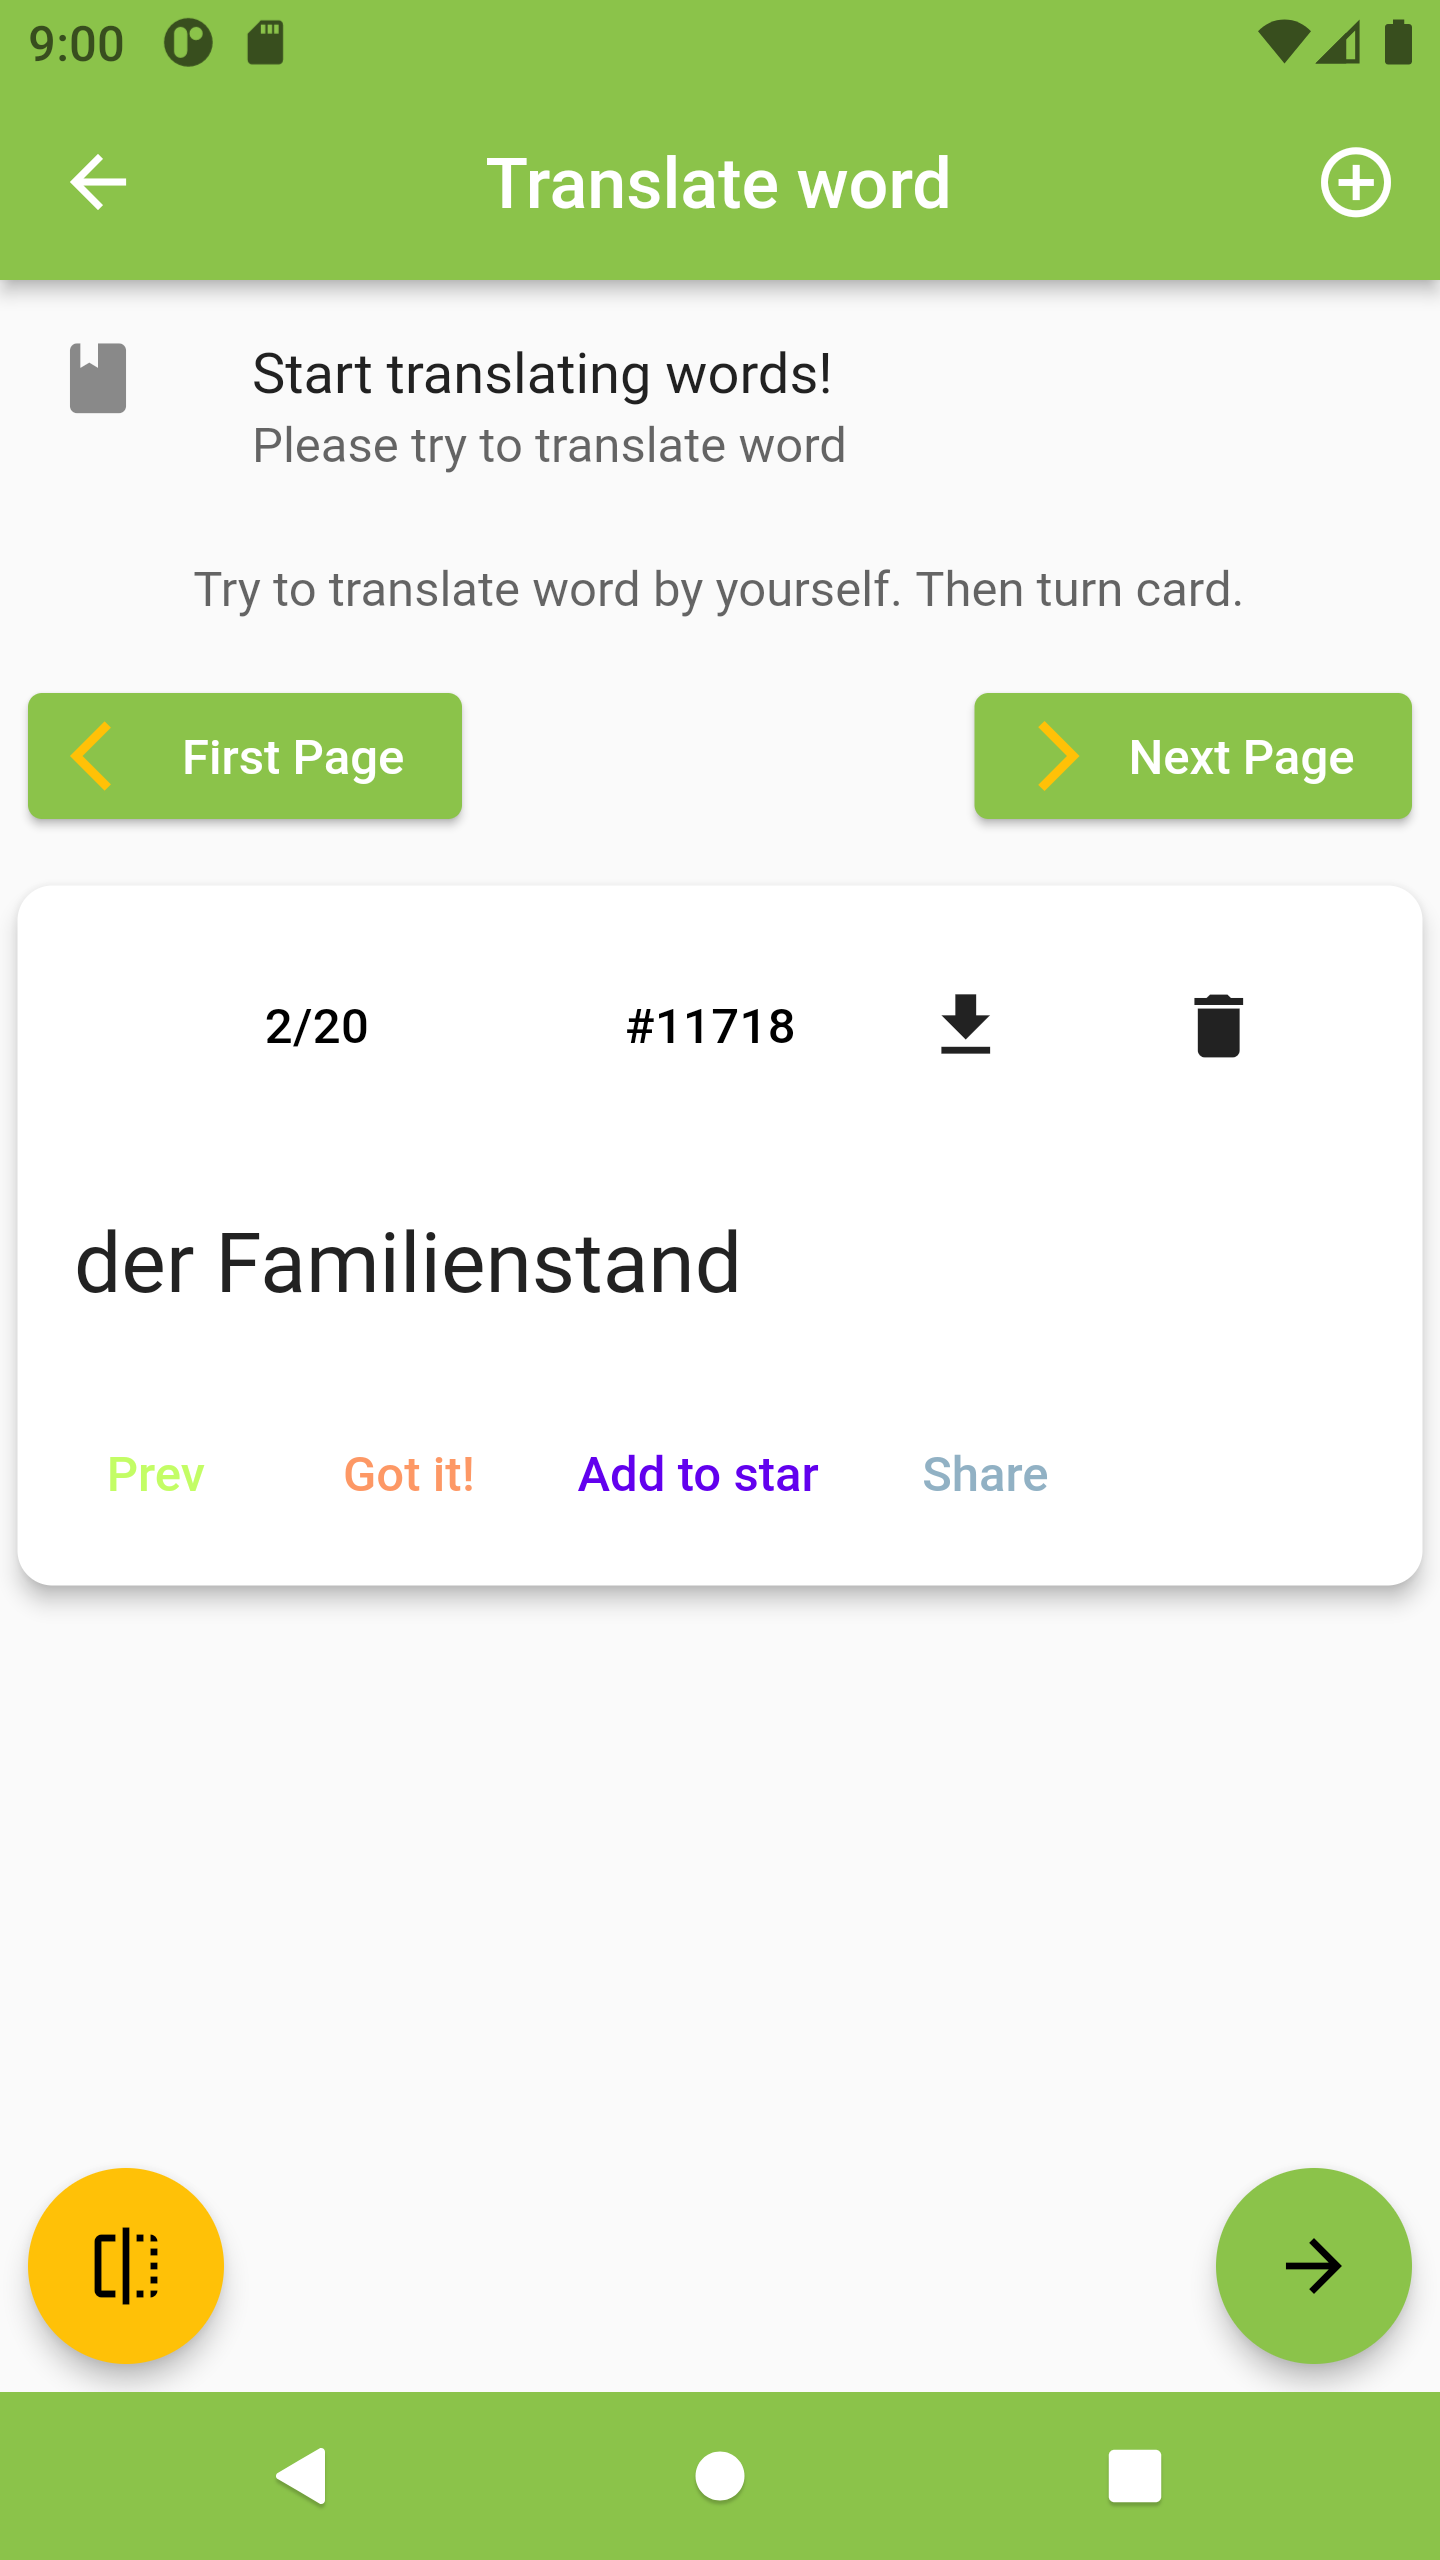 9:00
Translate word
Start translating words!
Please try to translate word
Try to translate word by yourself. Then turn card.
First Page
Next Page
2/20
#11718
der Familienstand
Prev
Got it!
Add to star
Share